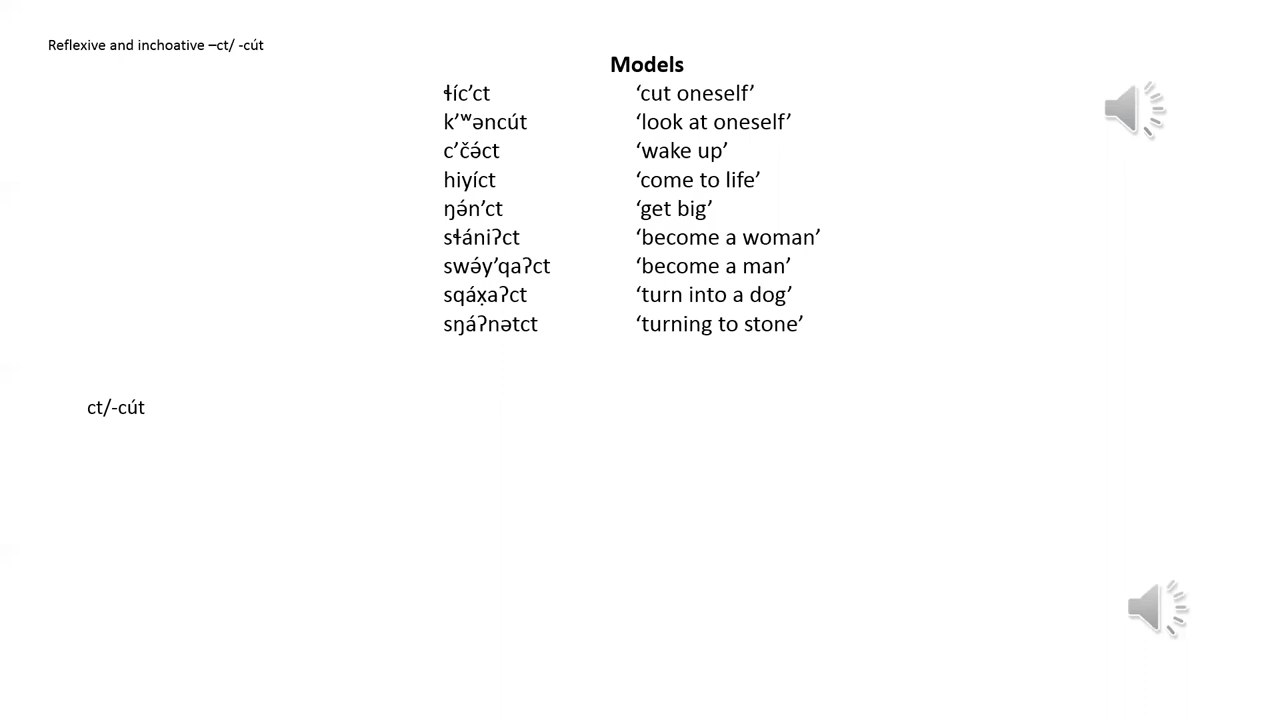 Reflexive and inchoative –ct/ -cút
Models
ɬíc’ct ‘cut oneself’
k’ʷəncút ‘look at oneself’
c’čə́ct ‘wake up’
hiyíct ‘come to life’
ŋə́n’ct ‘get big’
sɬániʔct ‘become a woman’
swə́y’qaʔct ‘become a man’
sqáx̣aʔct ‘turn into a dog’
sŋáʔnətct ‘turning to stone’
ct/-cút